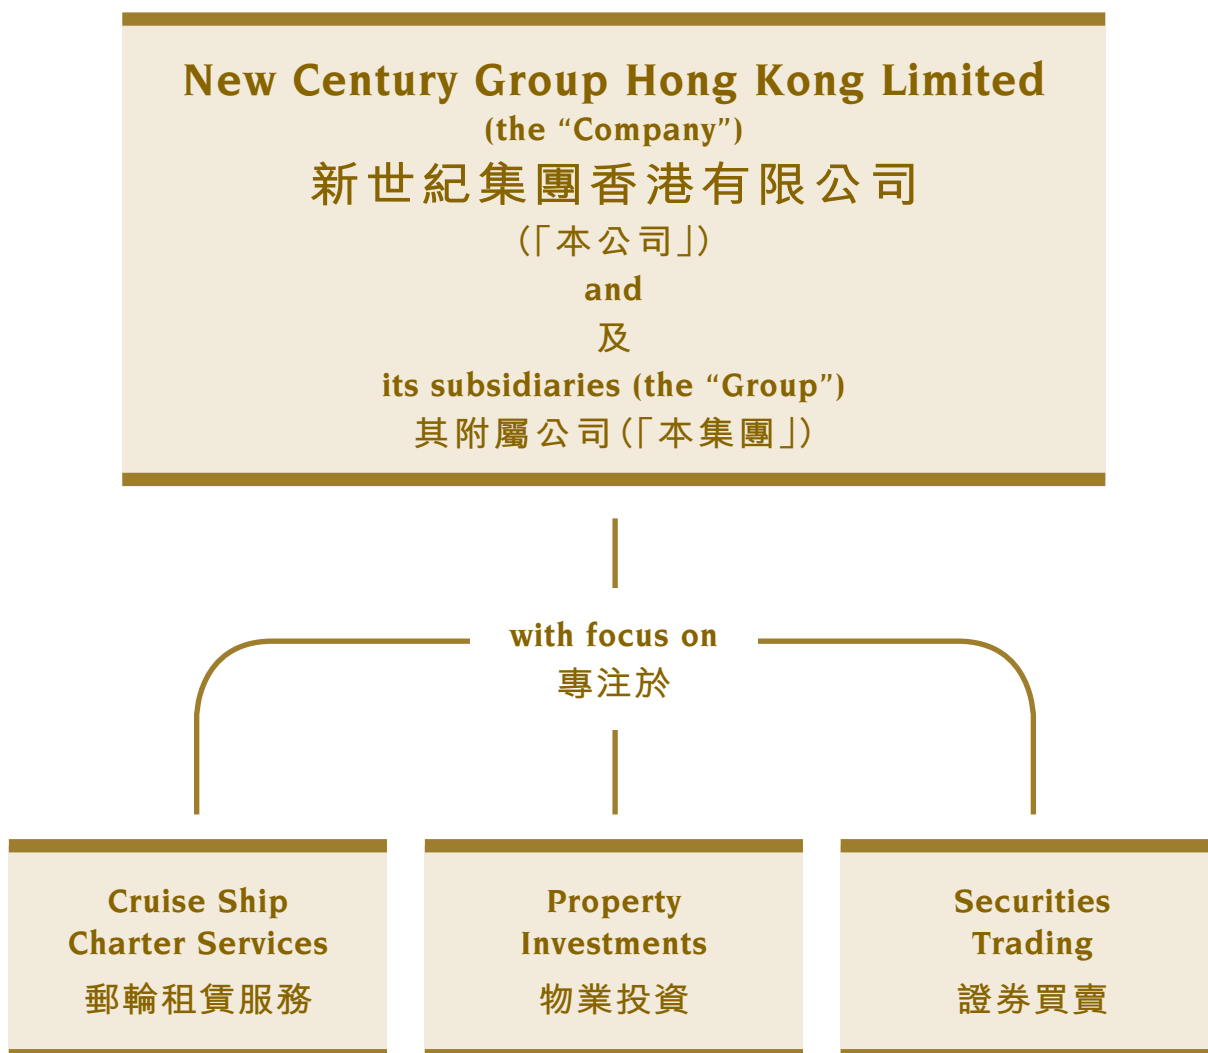 New Century Group Hong Kong Limited
(the “Company”)
新世紀集團香港有限公司
(「本公司」)
and
及
its subsidiaries (the “Group”)
其附屬公司(「本集團」)
with focus on
專注於
Cruise Ship
Charter Services
郵輪租賃服務
Property
Investments
物業投資
Securities
Trading
證券買賣